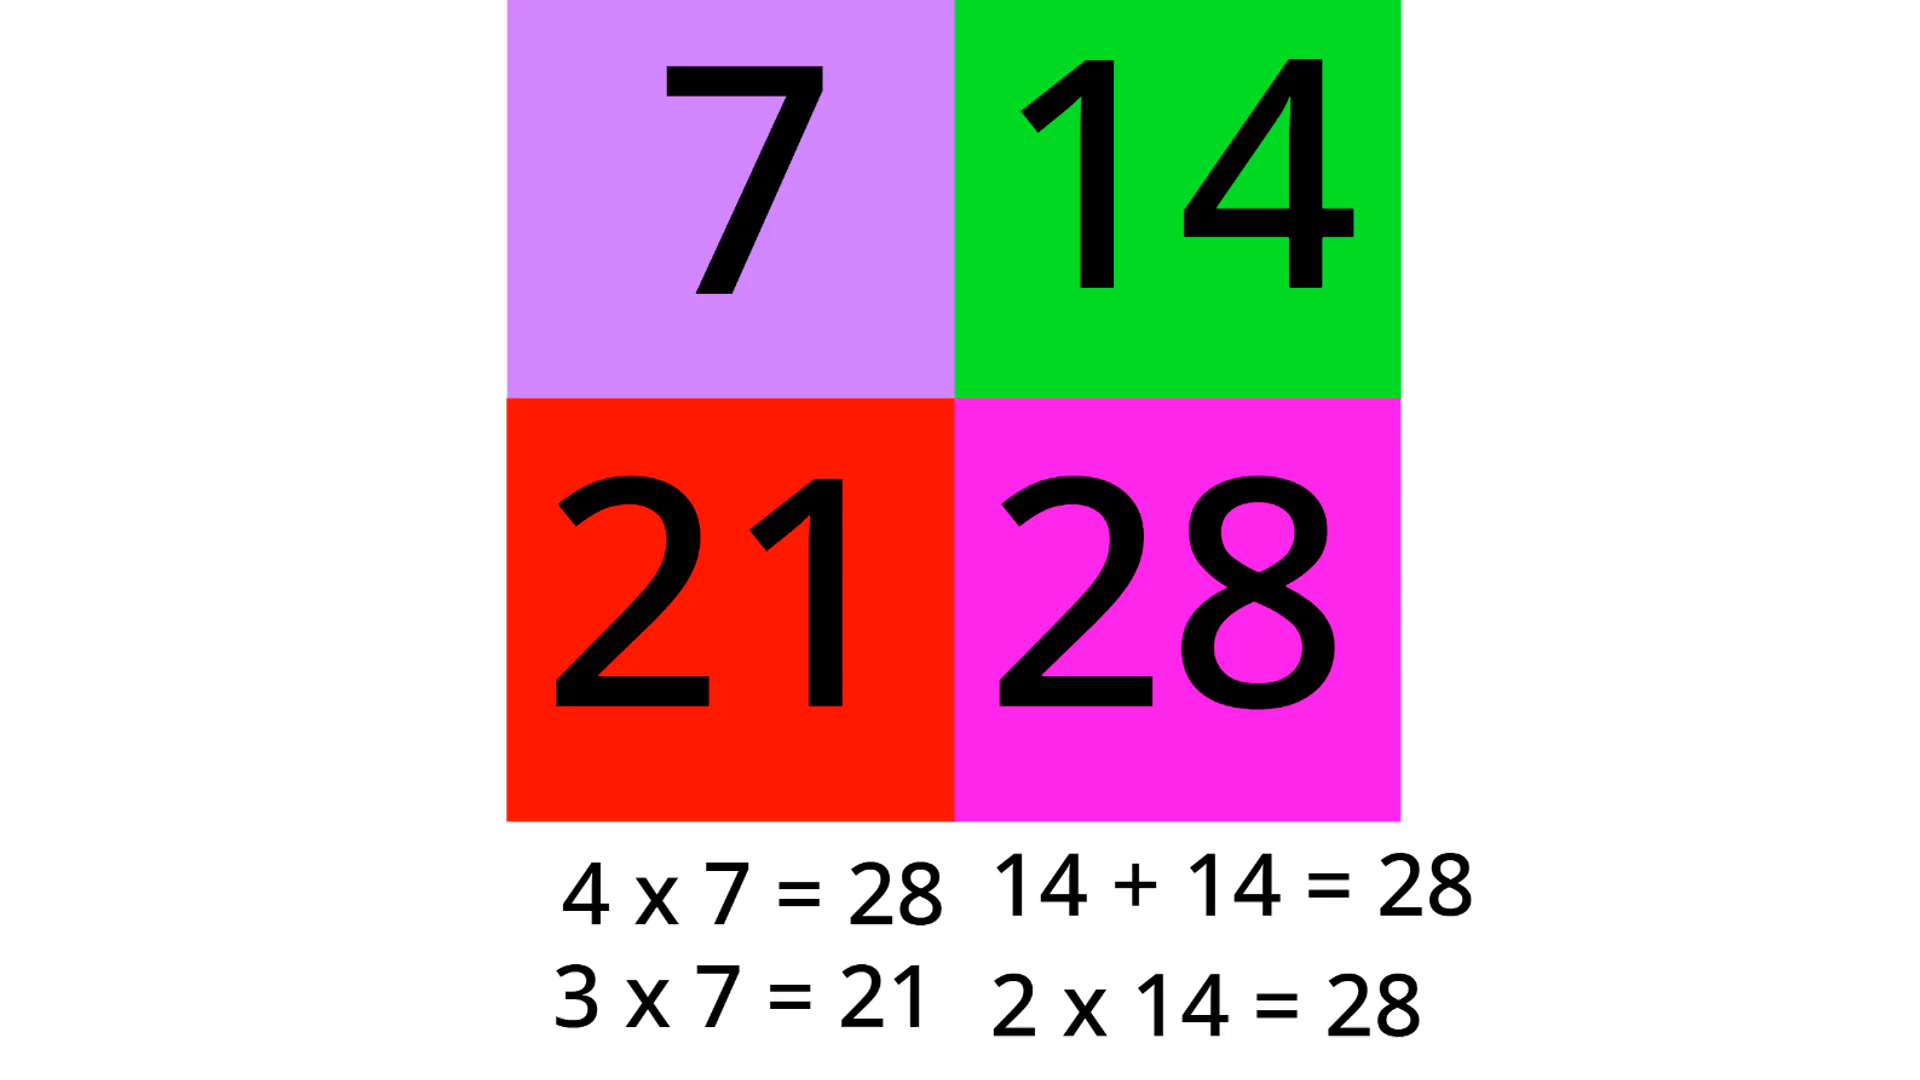 7 14
21 28
4 x 7 = 28 14 + 14 = 28
3 x 7 = 21 2 x 14 = 28